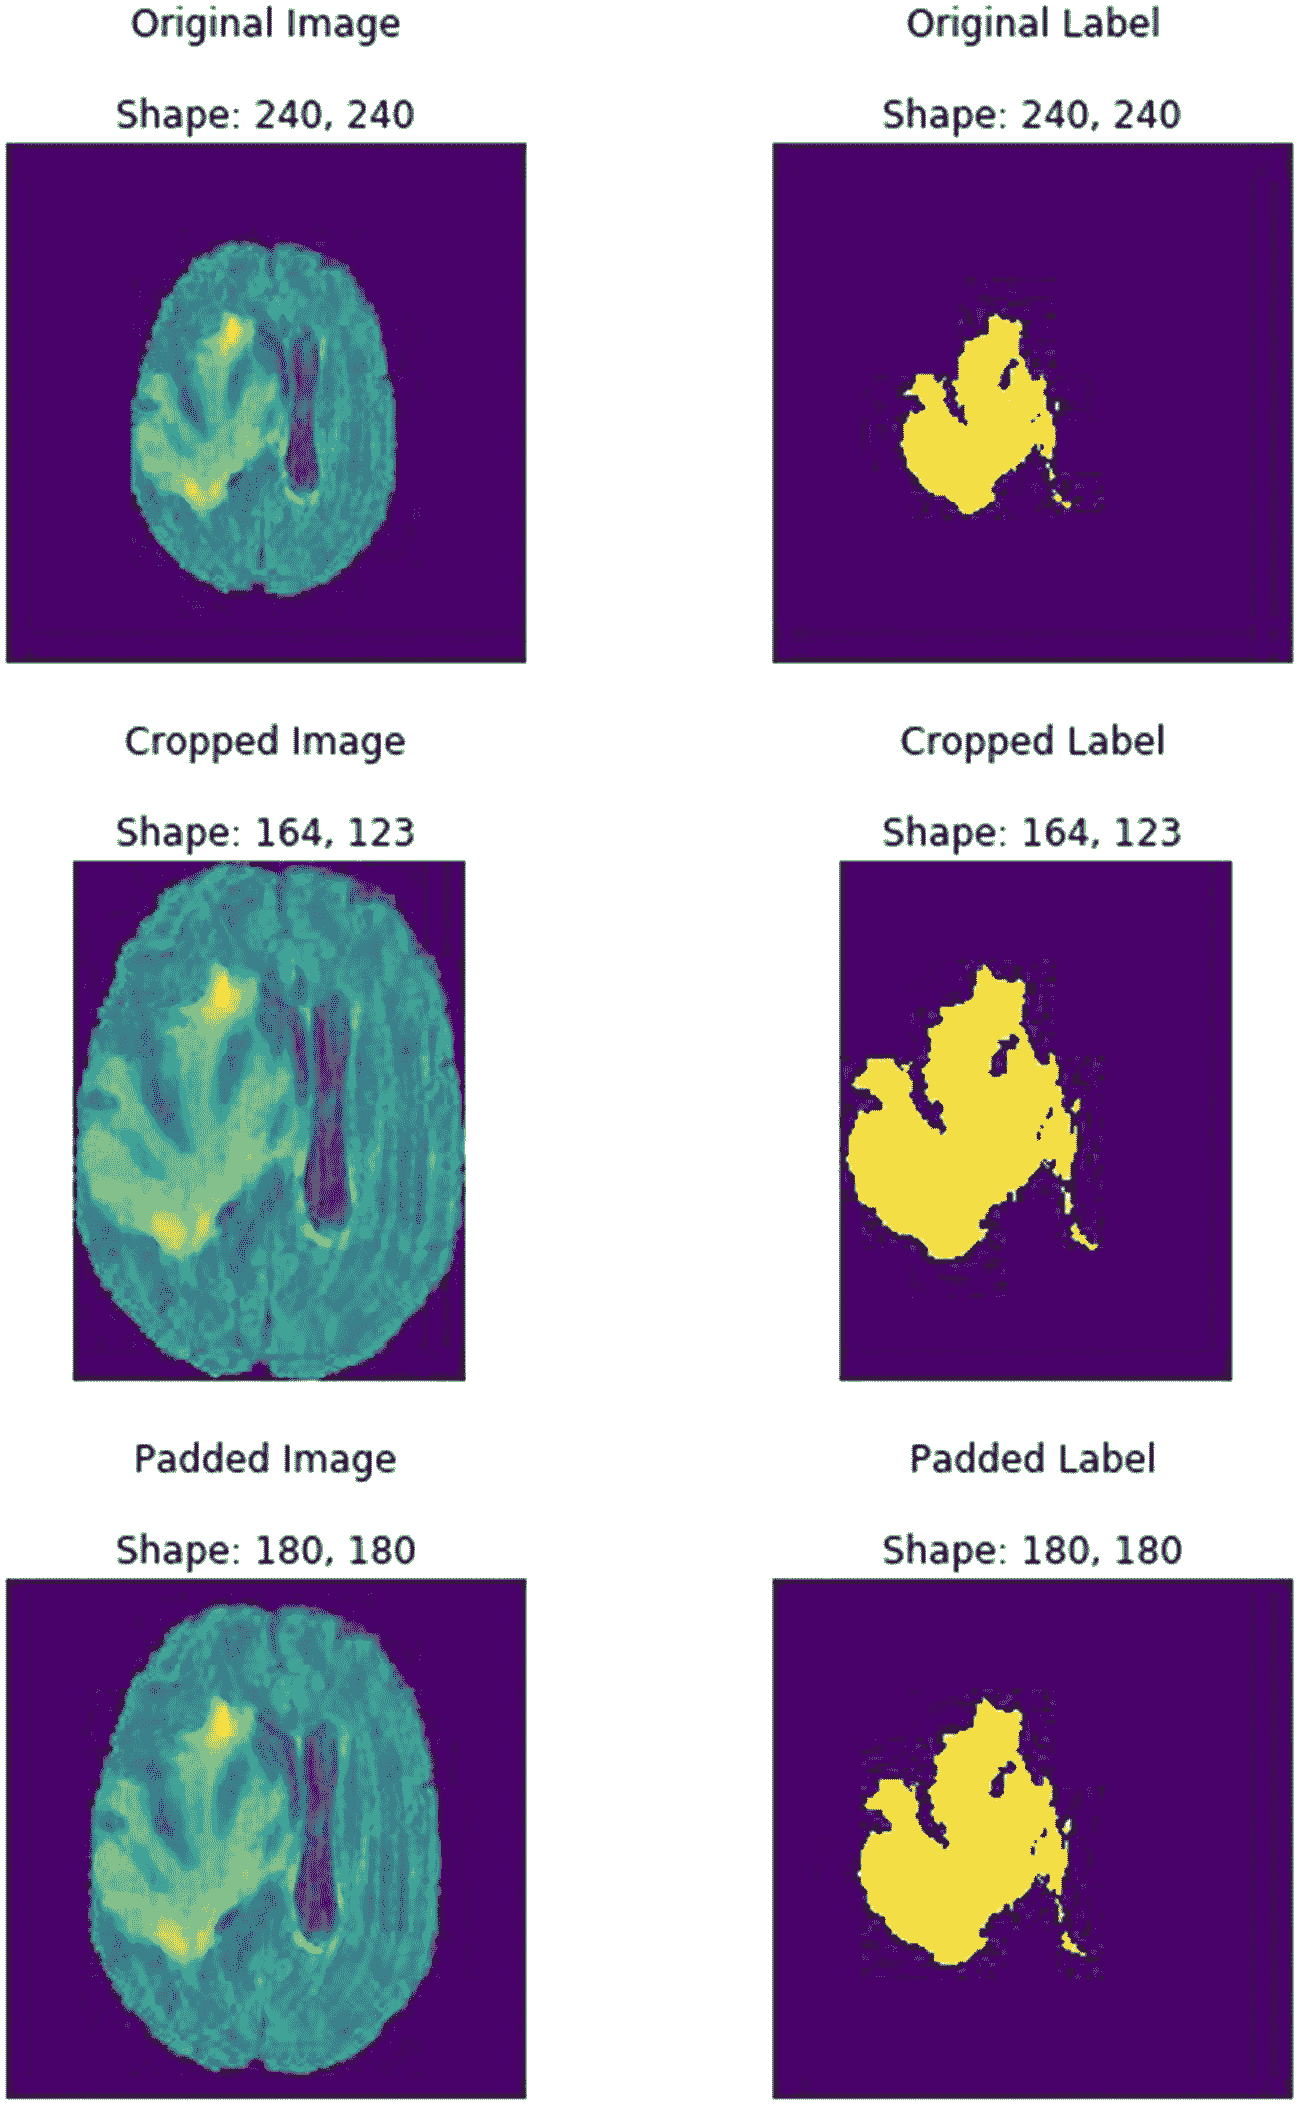 Original Image
Shape: 240, 240
Original Label
Shape: 240, 240
Cropped Image
Shape: 164, 123
Cropped Label
Shape: 164, 123
Padded Image
Shape: 180, 180
Padded Label
Shape: 180, 180